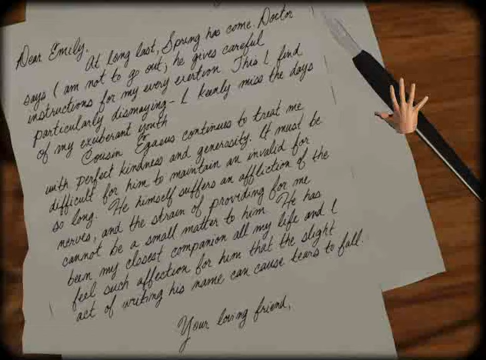 Dear Emily,
At long last, Spring has come. Doctor
says I am not to go out; he gives careful
instructions for my every exertion. This I find
particularly dismaying- I keenly miss the days
of my exuberant youth
Cousin Egaeus continues to treat me
with perfect kindness and generosity. It must be
difficult for him to maintain an invalid for
so long. He himself suffers an affliction of the
nerves, and the strain of providing for me
cannot be a small matter to him. He has
been my closest companion all my life and I
feel such affection for him that the slight
act of writing his name can cause tears to fall.
Your loving friend,